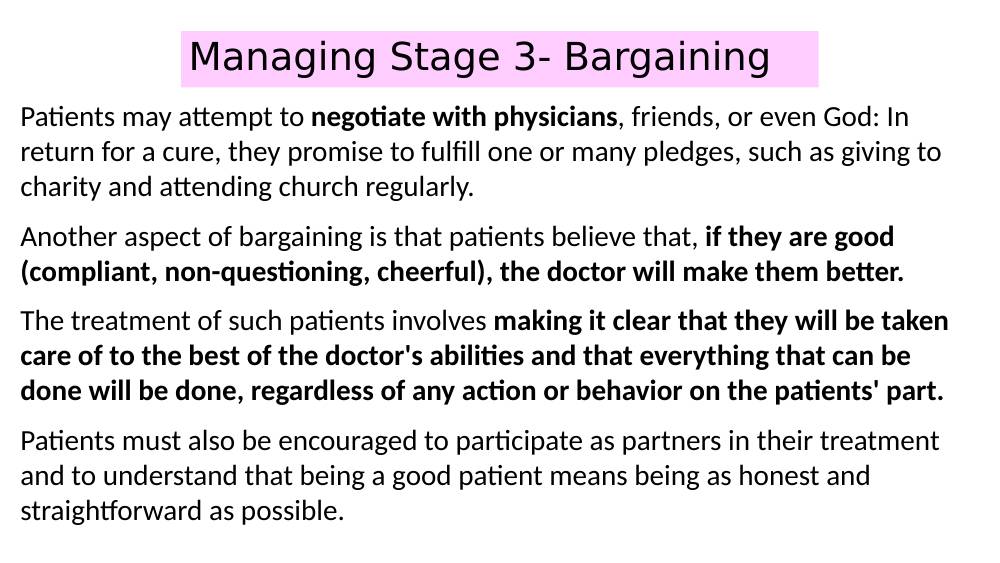 Managing Stage 3- Bargaining
Patients may attempt to negotiate with physicians, friends, or even God: In
return for a cure, they promise to fulfill one or many pledges, such as giving to
charity and attending church regularly.
Another aspect of bargaining is that patients believe that, if they are good
(compliant, non-questioning, cheerful), the doctor will make them better.
The treatment of such patients involves making it clear that they will be taken
care of to the best of the doctor's abilities and that everything that can be
done will be done, regardless of any action or behavior on the patients' part.
Patients must also be encouraged to participate as partners in their treatment
and to understand that being a good patient means being as honest and
straightforward as possible.